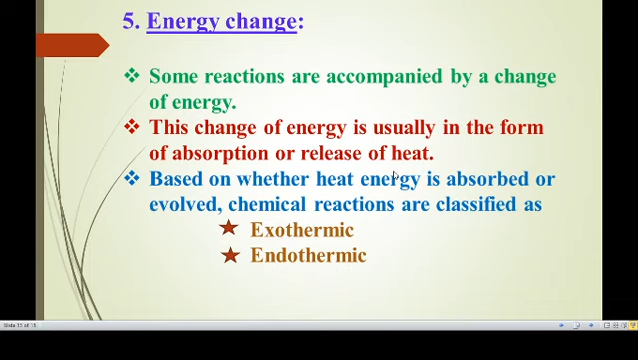 5. Energy change:
❖ Some reactions are accompanied by a change
of energy.
❖ This change of energy is usually in the form
of absorption or release of heat.
❖ Based on whether heat energy is absorbed or
evolved, chemical reactions are classified as
★ Exothermic
★ Endothermic